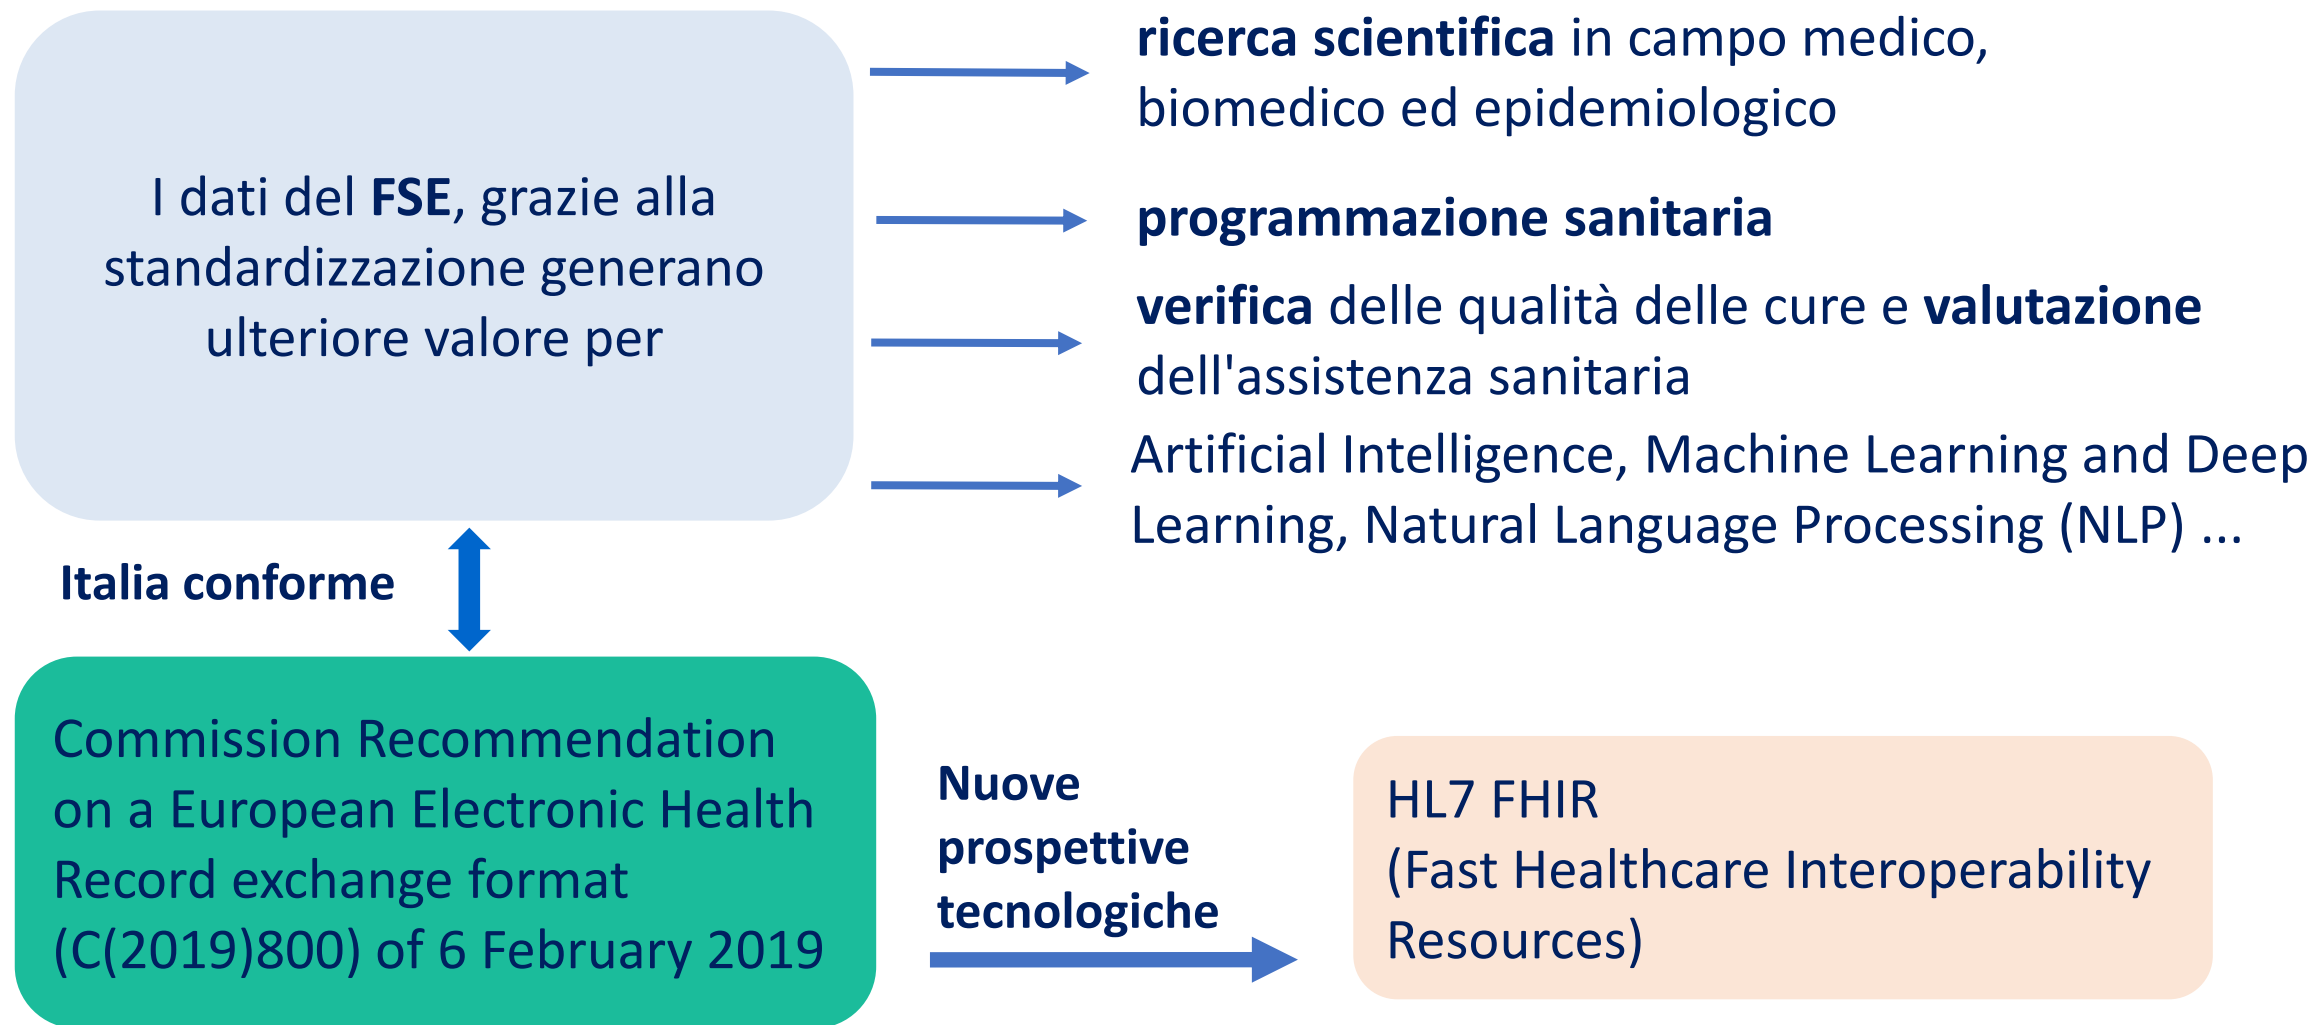 I dati del FSE, grazie alla
standardizzazione generano
ulteriore valore per
ricerca scientifica in campo medico,
biomedico ed epidemiologico
programmazione sanitaria
verifica delle qualità delle cure e valutazione
dell'assistenza sanitaria
Artificial Intelligence, Machine Learning and Deep
Learning, Natural Language Processing (NLP) ...
Italia conforme
Commission Recommendation
on a European Electronic Health
Record exchange format
(C(2019)800) of 6 February 2019
Nuove
prospettive
tecnologiche
HL7 FHIR
(Fast Healthcare Interoperability
Resources)